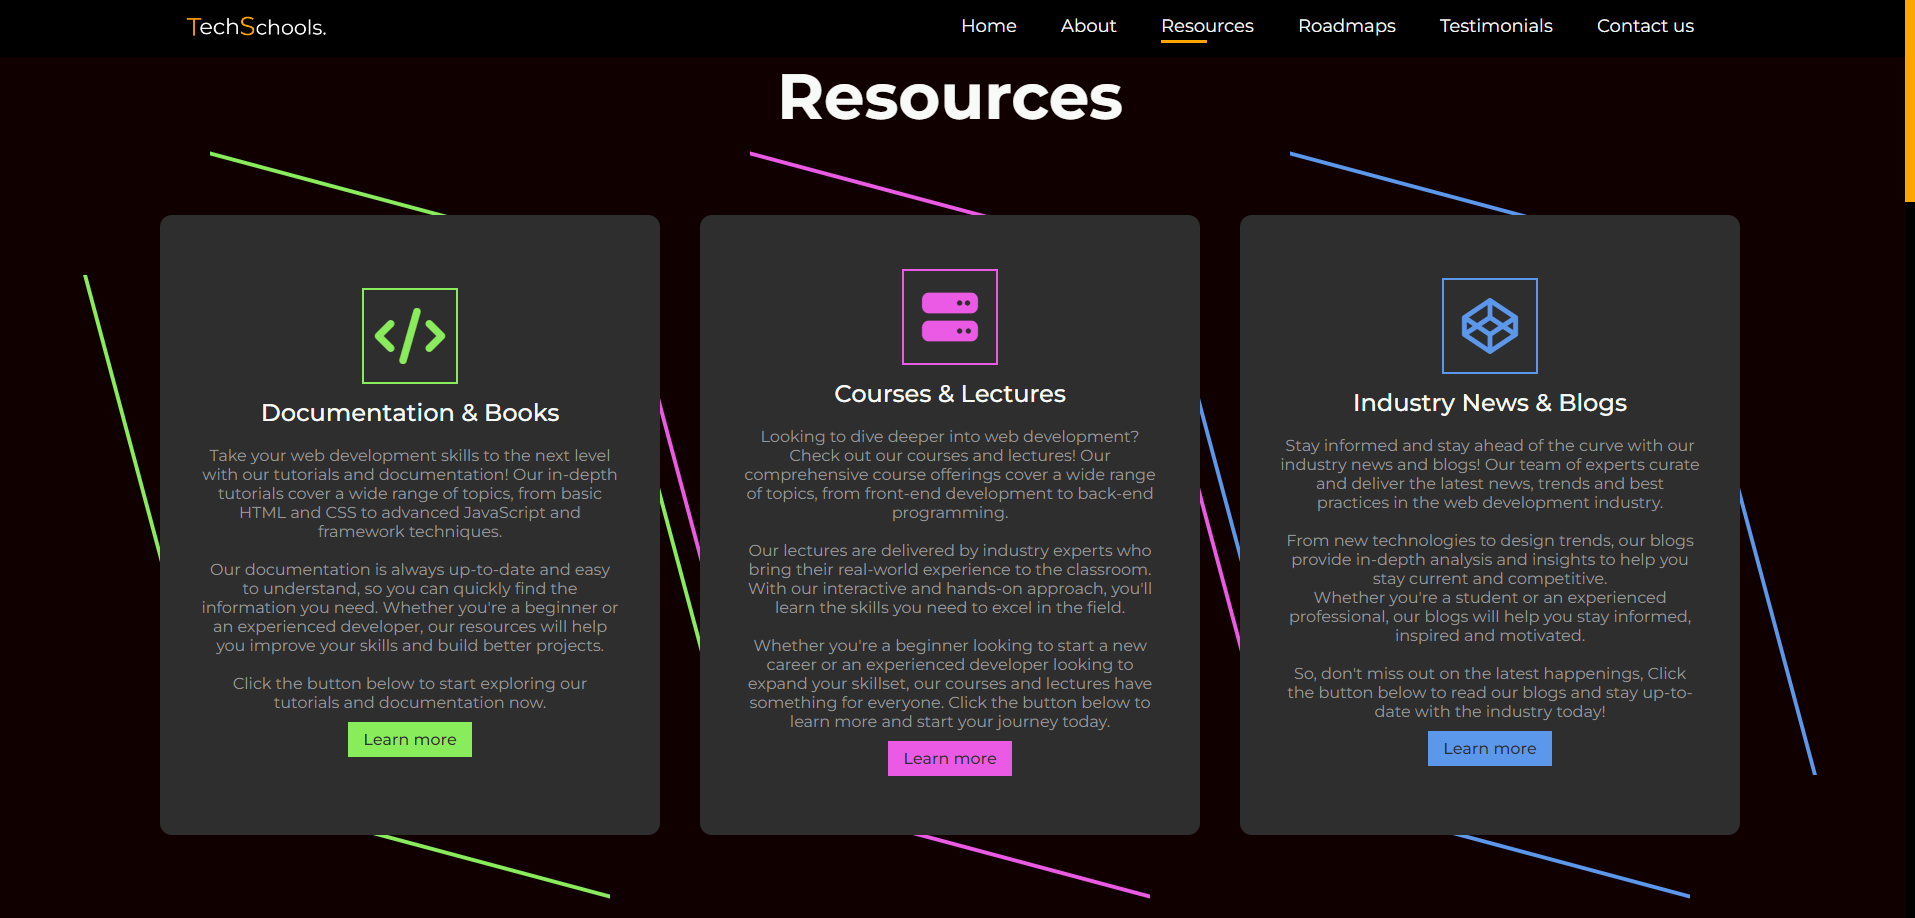 TechSchools.
Home
About
Resources
Roadmaps
Testimonials
Contact us
Resources
Documentation & Books
Take your web development skills to the next level
with our tutorials and documentation! Our in-depth
tutorials cover a wide range of topics, from basic
HTML and CSS to advanced JavaScript and
framework techniques.
Our documentation is always up-to-date and easy
to understand, so you can quickly find the
information you need. Whether you're a beginner or
an experienced developer, our resources will help
you improve your skills and build better projects.
Click the button below to start exploring our
tutorials and documentation now.
Learn more
Courses & Lectures
Looking to dive deeper into web development?
Check out our courses and lectures! Our
comprehensive course offerings cover a wide range
of topics, from front-end development to back-end
programming.
Our lectures are delivered by industry experts who
bring their real-world experience to the classroom.
With our interactive and hands-on approach, you'll
learn the skills you need to excel in the field.
Whether you're a beginner looking to start a new
career or an experienced developer looking to
expand your skillset, our courses and lectures have
something for everyone. Click the button below to
learn more and start your journey today.
Learn more
Industry News & Blogs
Stay informed and stay ahead of the curve with our
industry news and blogs! Our team of experts curate
and deliver the latest news, trends and best
practices in the web development industry.
From new technologies to design trends, our blogs
provide in-depth analysis and insights to help you
stay current and competitive.
Whether you're a student or an experienced
professional, our blogs will help you stay informed,
inspired and motivated.
So, don't miss out on the latest happenings, Click
the button below to read our blogs and stay up-to-
date with the industry today!
Learn more